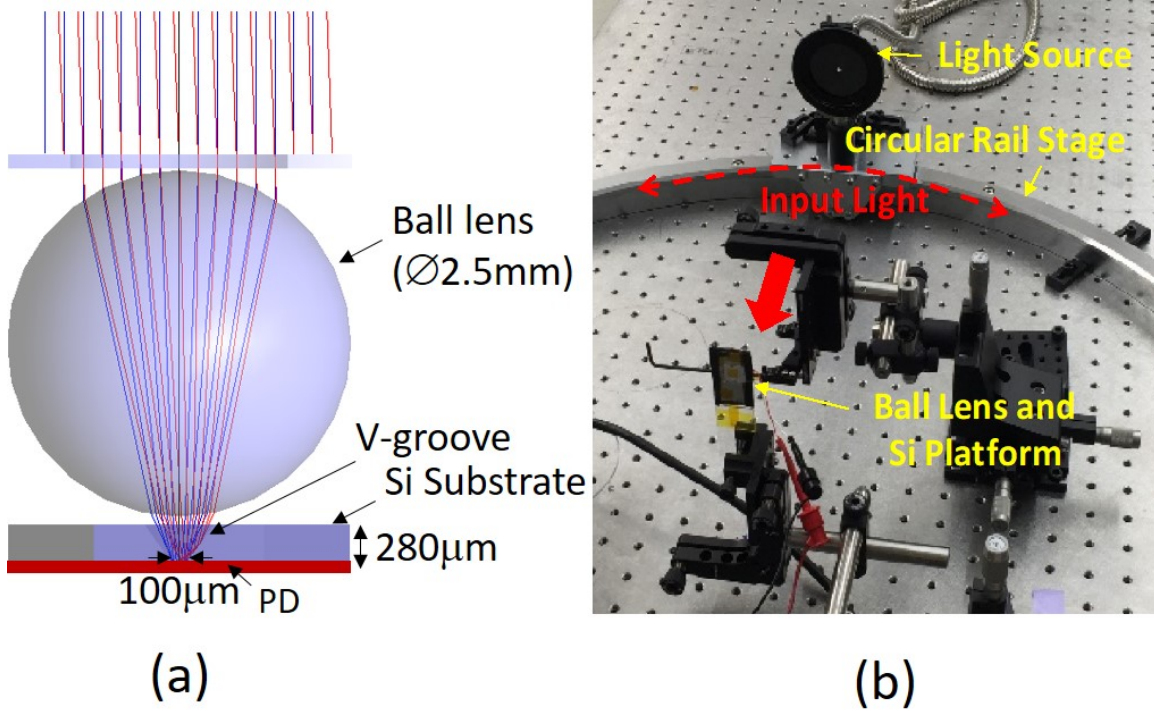 Ball lens
(∅2.5mm)
V-groove
Si Substrate
280μm
100μm
PD
(a)
Light Source
Circular Rail Stage
Input Light
Ball Lens and
Si Platform
(b)